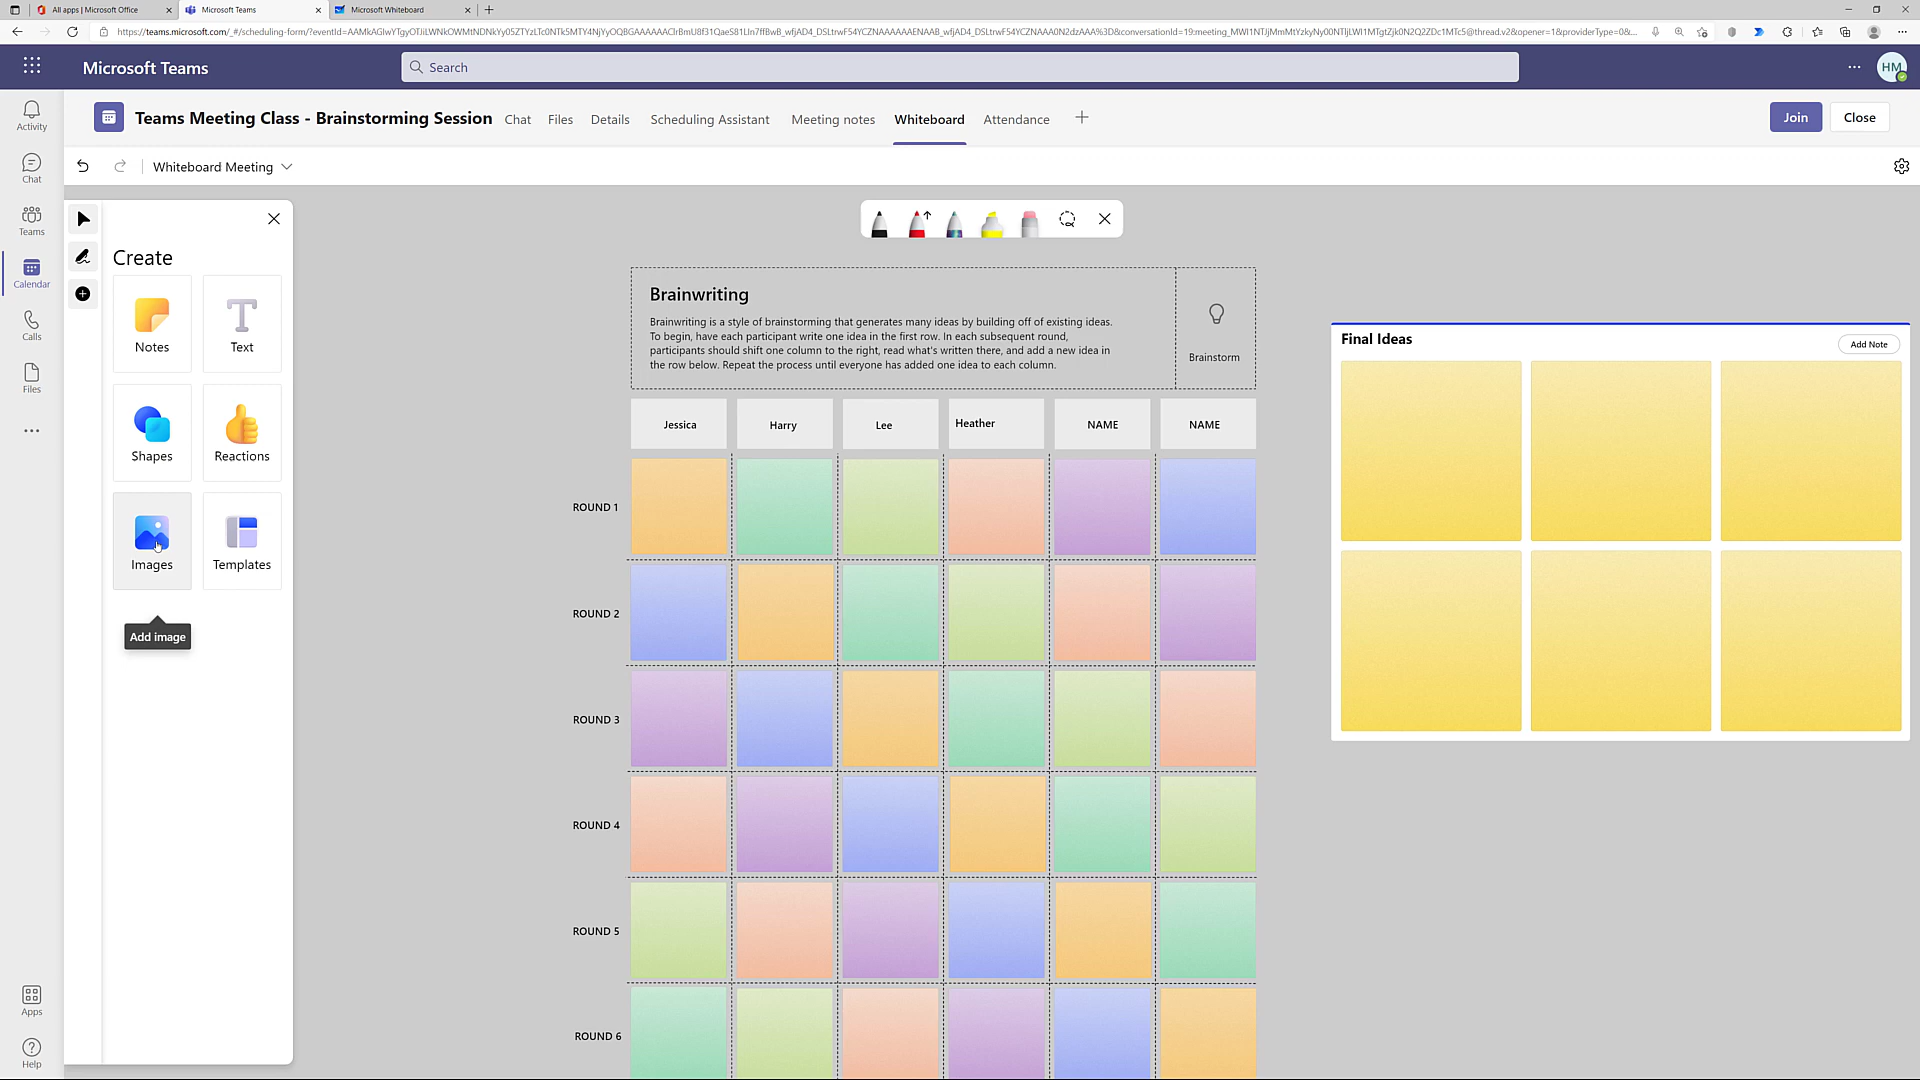 All apps | Microsoft Office
Microsoft Teams
Microsoft Whiteboard
Microsoft Teams
Search
HM
Teams Meeting Class - Brainstorming Session
Chat
Files
Details
Scheduling Assistant
Meeting notes
Whiteboard
Attendance
Join
Close
Whiteboard Meeting
Activity
Chat
Teams
Calendar
Calls
Files
Apps
Help
Create
Notes
Text
Shapes
Reactions
Images
Templates
Add image
Brainwriting
Brainwriting is a style of brainstorming that generates many ideas by building off of existing ideas.
To begin, have each participant write one idea in the first row. In each subsequent round,
participants should shift one column to the right, read what's written there, and add a new idea in
the row below. Repeat the process until everyone has added one idea to each column.
Brainstorm
Jessica
Harry
Lee
Heather
NAME
NAME
ROUND 1
ROUND 2
ROUND 3
ROUND 4
ROUND 5
ROUND 6
Final Ideas
Add Note